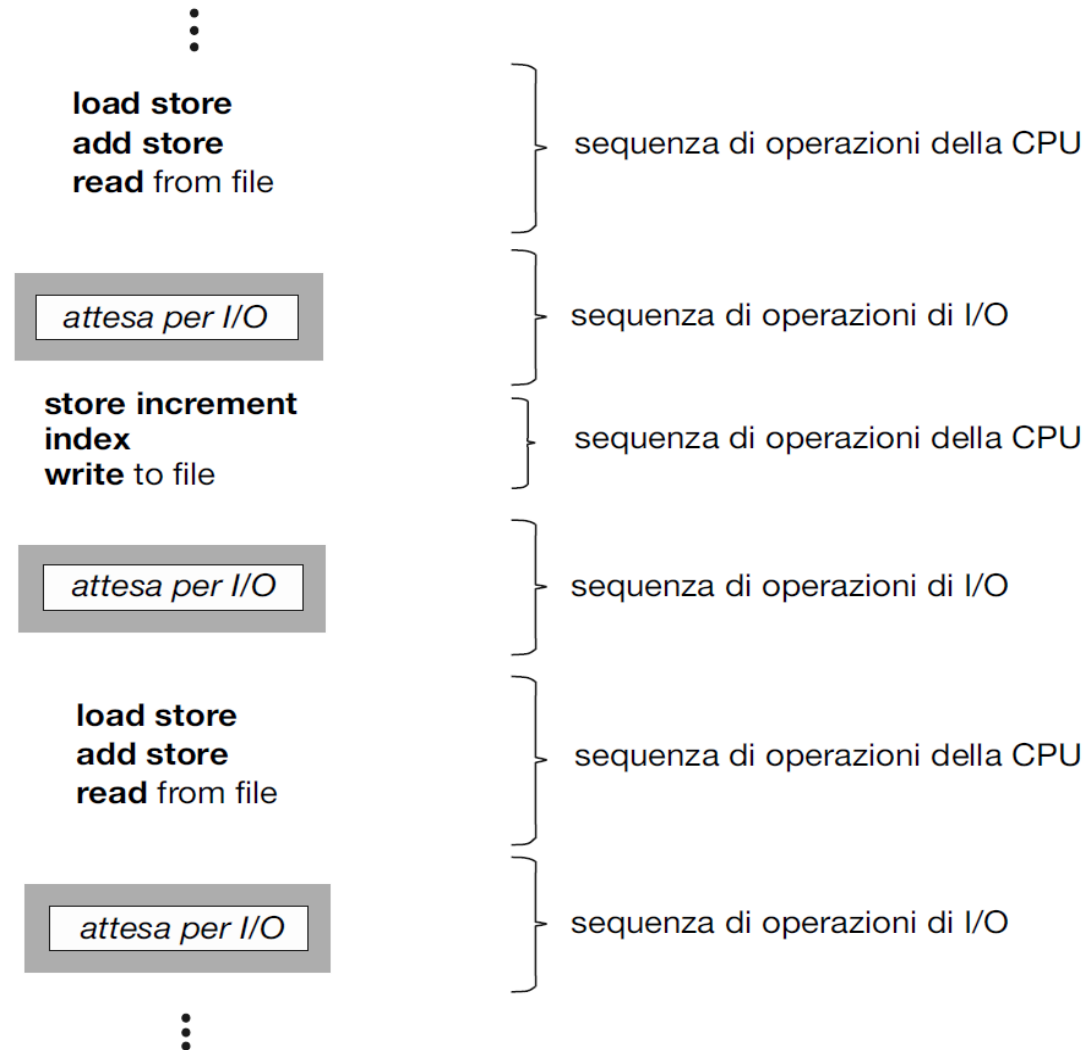 load store
add store
read from file
sequenza di operazioni della CPU
attesa per I/O
sequenza di operazioni di I/O
store increment
index
write to file
sequenza di operazioni della CPU
attesa per I/O
sequenza di operazioni di I/O
load store
add store
read from file
sequenza di operazioni della CPU
attesa per I/O
sequenza di operazioni di I/O